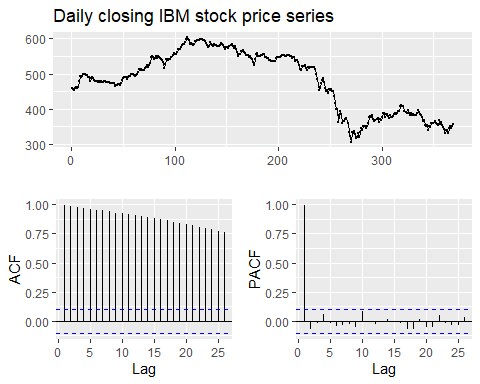 Daily closing IBM stock price series
600
500
400
300
0 100 200 300
1.00 1.00
0.75 0.75
0.50 0.50
0.25 0.25
0.00 0.00
ACF PACF
0 5 10 15 20 25 0 5 10 15 20 25
Lag Lag